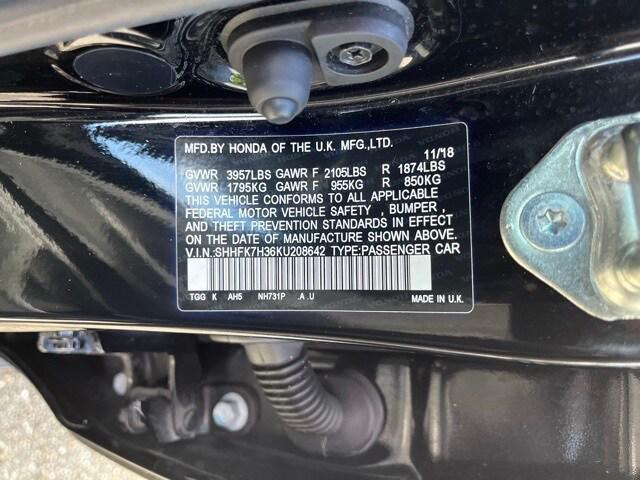 MFD.BY HONDA OF THE U.K. MFG.,LTD. 11/18
GVWR 3957LBS GAWR F 2105LBS R 1874LBS
GVWR 1795KG GAWR F 955KG R 850KG
THIS VEHICLE CONFORMS TO ALL APPLICABLE
FEDERAL MOTOR VEHICLE SAFETY , BUMPER ,
AND THEFT PREVENTION STANDARDS IN EFFECT
ON THE DATE OF MANUFACTURE SHOWN ABOVE.
V.I.N.:SHHFK7H36KU208642 TYPE:PASSENGER CAR
TGG K AH5 NH731P .A .U MADE IN U.K.